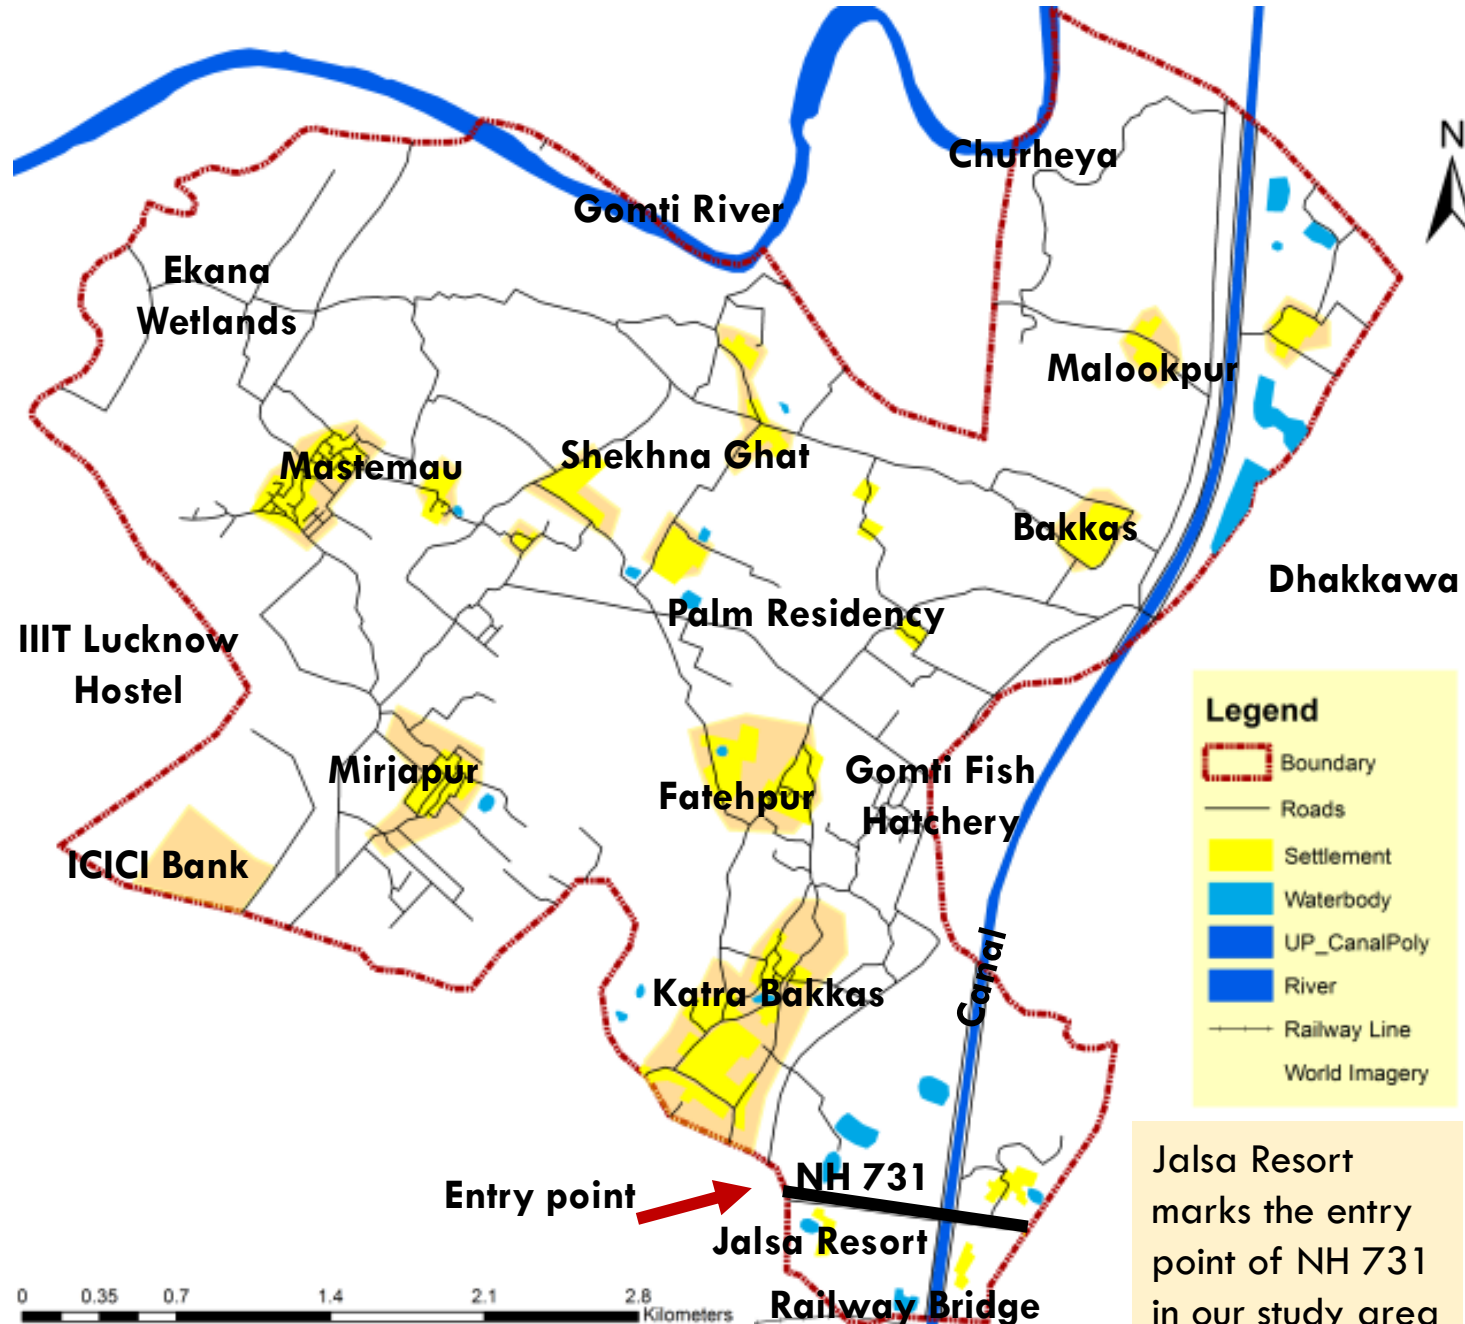 N
Churheya
Gomti River
Ekana
Wetlands
Malookpur
Shekhna Ghat
Mastemau
Bakkas
Dhakkawa
Palm Residency
IIIT Lucknow
Hostel
Mirjapur
Fatehpur
Gomti Fish
Hatchery
ICICI Bank
Canal
Katra Bakkas
NH 731
Entry point
Jalsa Resort
Railway Bridge
Legend
Boundary
Roads
Settlement
Waterbody
UP_CanalPoly
River
Railway Line
World Imagery
Jalsa Resort
marks the entry
point of NH 731
in our study area
0 0.35 0.7 1.4 2.1 2.8
Kilometers